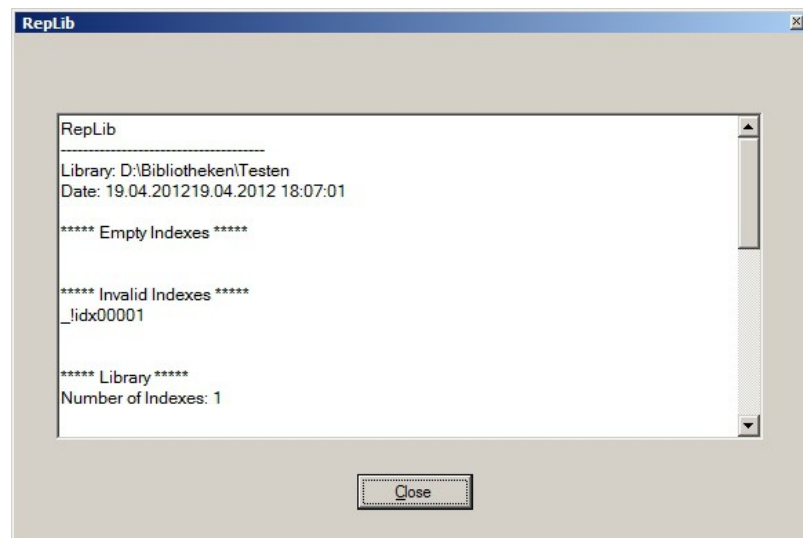 RepLib
RepLib
------------------------------------
Library: D:\Bibliotheken\Testen
Date: 19.04.201219.04.2012 18:07:01
***** Empty Indexes *****
***** Invalid Indexes *****
_!idx00001
***** Library *****
Number of Indexes: 1
Close